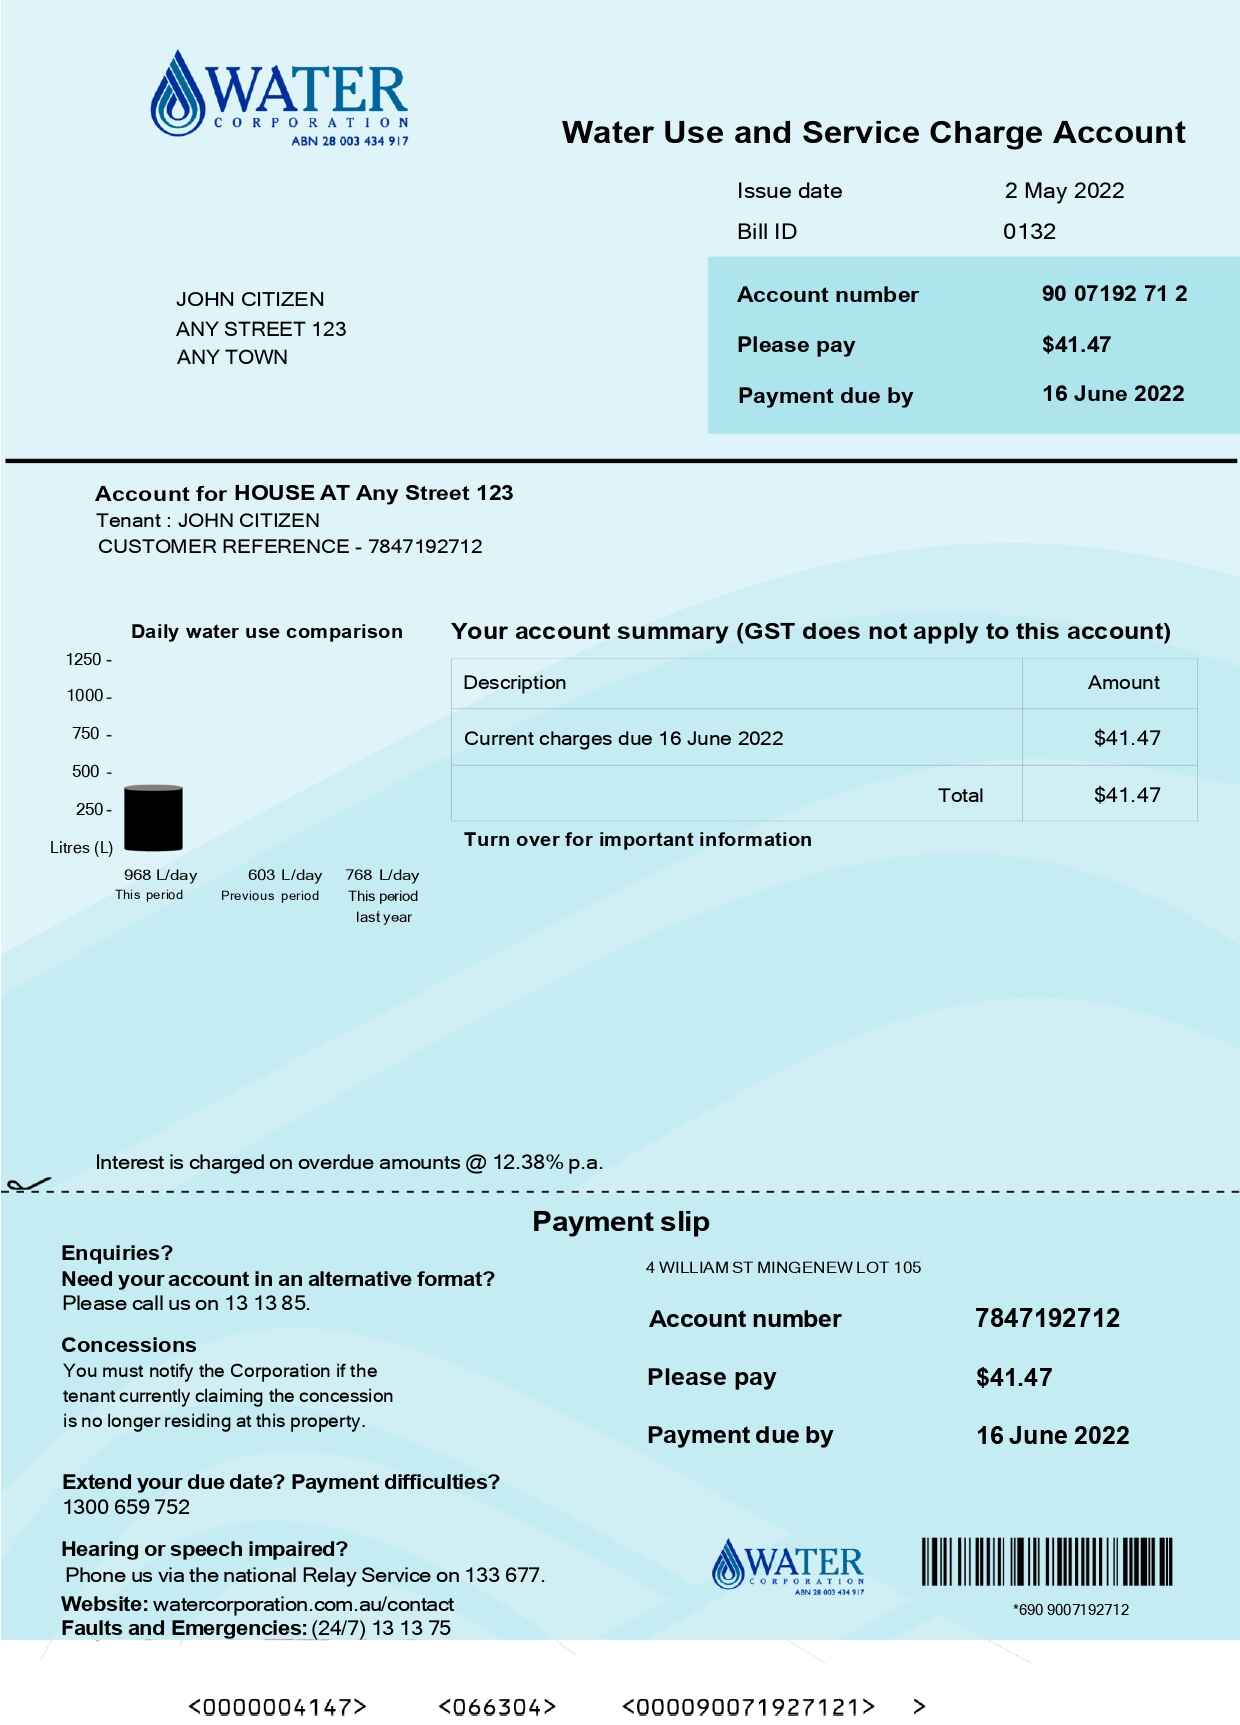 WATER
CORPORATION
ABN 28 003 434 917
Water Use and Service Charge Account
Issue date 2 May 2022
Bill ID 0132
JOHN CITIZEN
ANY STREET 123
ANY TOWN
Account number 90 07192 71 2
Please pay $41.47
Payment due by 16 June 2022
Account for HOUSE AT Any Street 123
Tenant : JOHN CITIZEN
CUSTOMER REFERENCE - 7847192712
Daily water use comparison
1250 -
1000 -
750 -
500 -
250 -
Litres (L)
968 L/day 603 L/day 768 L/day
This period Previous period This period
last year
Your account summary (GST does not apply to this account)
Description Amount
Current charges due 16 June 2022 $41.47
Total $41.47
Turn over for important information
Interest is charged on overdue amounts @ 12.38% p.a.
Payment slip
Enquiries?
Need your account in an alternative format?
Please call us on 13 13 85.
Concessions
You must notify the Corporation if the
tenant currently claiming the concession
is no longer residing at this property.
Extend your due date? Payment difficulties?
1300 659 752
Hearing or speech impaired?
Phone us via the national Relay Service on 133 677.
Website: watercorporation.com.au/contact
Faults and Emergencies: (24/7) 13 13 75
4 WILLIAM ST MINGENEW LOT 105
Account number 7847192712
Please pay $41.47
Payment due by 16 June 2022
WATER
CORPORATION
ABN 28 003 434 917
*690 9007192712
<0000004147> <066304> <000090071927121> >